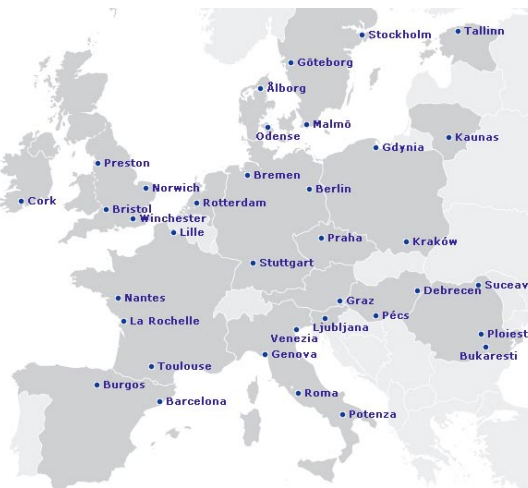 Stockholm
Tallinn
Göteborg
Ålborg
Malmö
Odense
Kaunas
Gdynia
Preston
Bremen
Norwich
Berlin
Cork
Rotterdam
Bristol
Winchester
Lille
Praha
Kraków
Stuttgart
Suceav
Debrecen
Nantes
Graz
Pécs
La Rochelle
Ljubljana
Venezia
Ploiest
Genova
Bukaresti
Toulouse
Burgos
Roma
Barcelona
Potenza